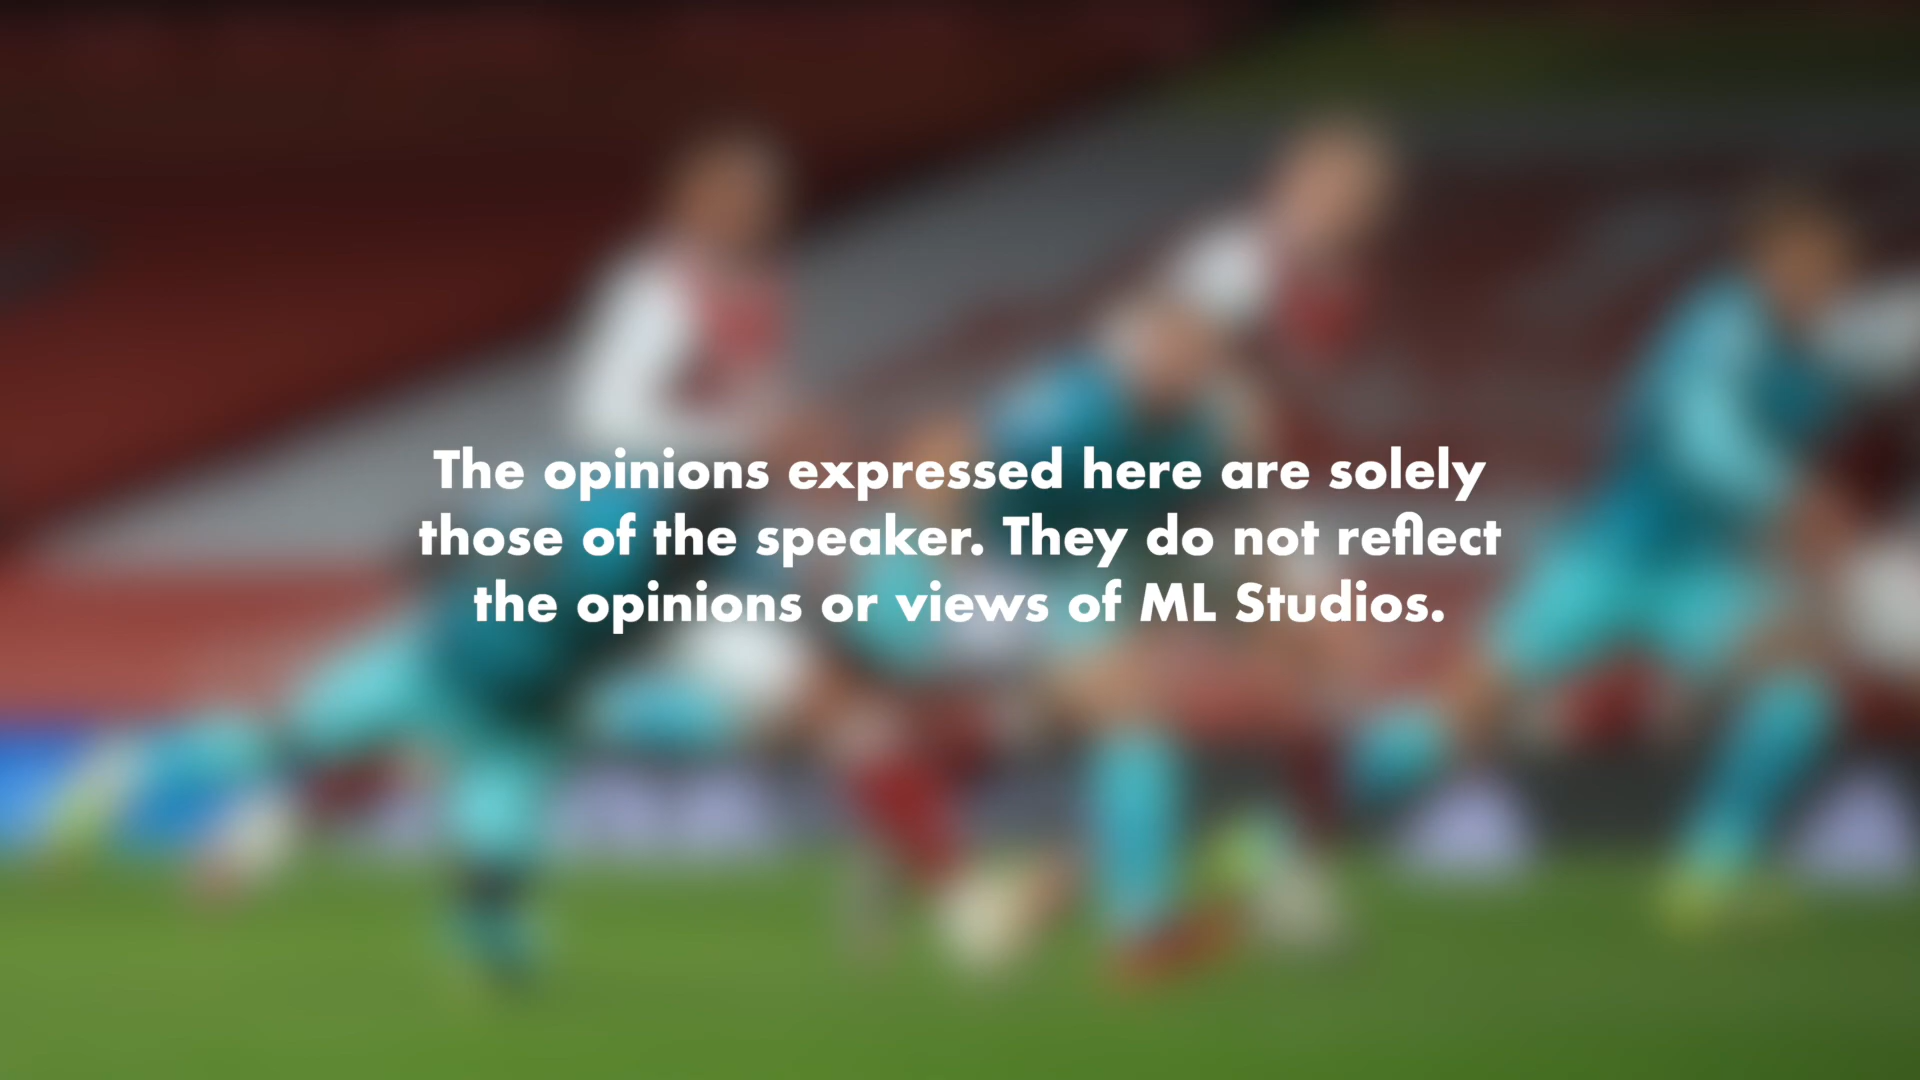 The opinions expressed here are solely
those of the speaker. They do not reflect
the opinions or views of ML Studios.